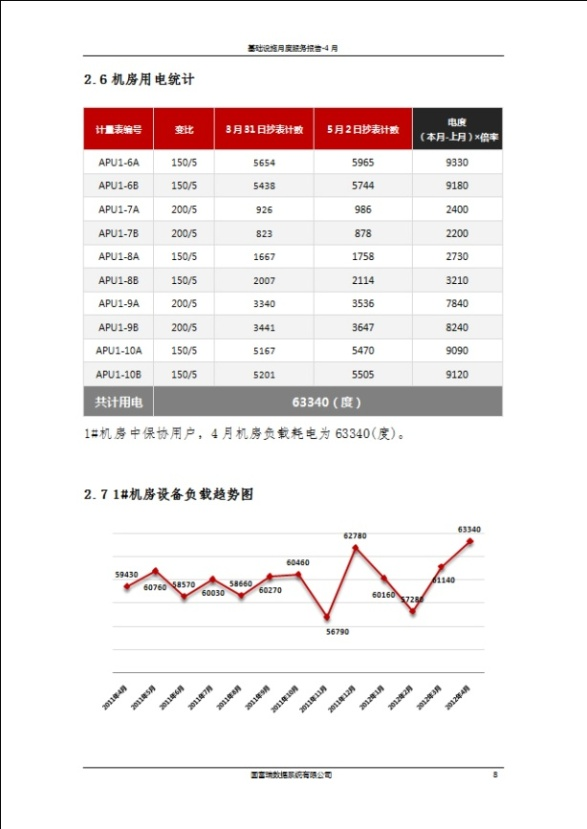 基础设施月度服务报告-4月
2.6机房用电统计
计量表编号 变比 3月31日抄表计数 5月2日抄表计数 电度（本月-上月）×倍率
APU1-6A 150/5 5654 5965 9330
APU1-6B 150/5 5438 5744 9180
APU1-7A 200/5 926 986 2400
APU1-7B 200/5 823 878 2200
APU1-8A 150/5 1667 1758 2730
APU1-8B 150/5 2007 2114 3210
APU1-9A 200/5 3340 3536 7840
APU1-9B 200/5 3441 3647 8240
APU1-10A 150/5 5167 5470 9090
APU1-10B 150/5 5201 5505 9120
共计用电 63340（度）
1#机房中保协用户，4月机房负载耗电为63340(度)。
2.7 1#机房设备负载趋势图
59430 60760 58570 60030 58660 60270 60460 56790 62780 60160 57280 61140 63340
2011年4月 2011年5月 2011年6月 2011年7月 2011年8月 2011年9月 2011年10月 2011年11月 2011年12月 2012年1月 2012年2月 2012年3月 2012年4月
国富瑞数据系统有限公司 8